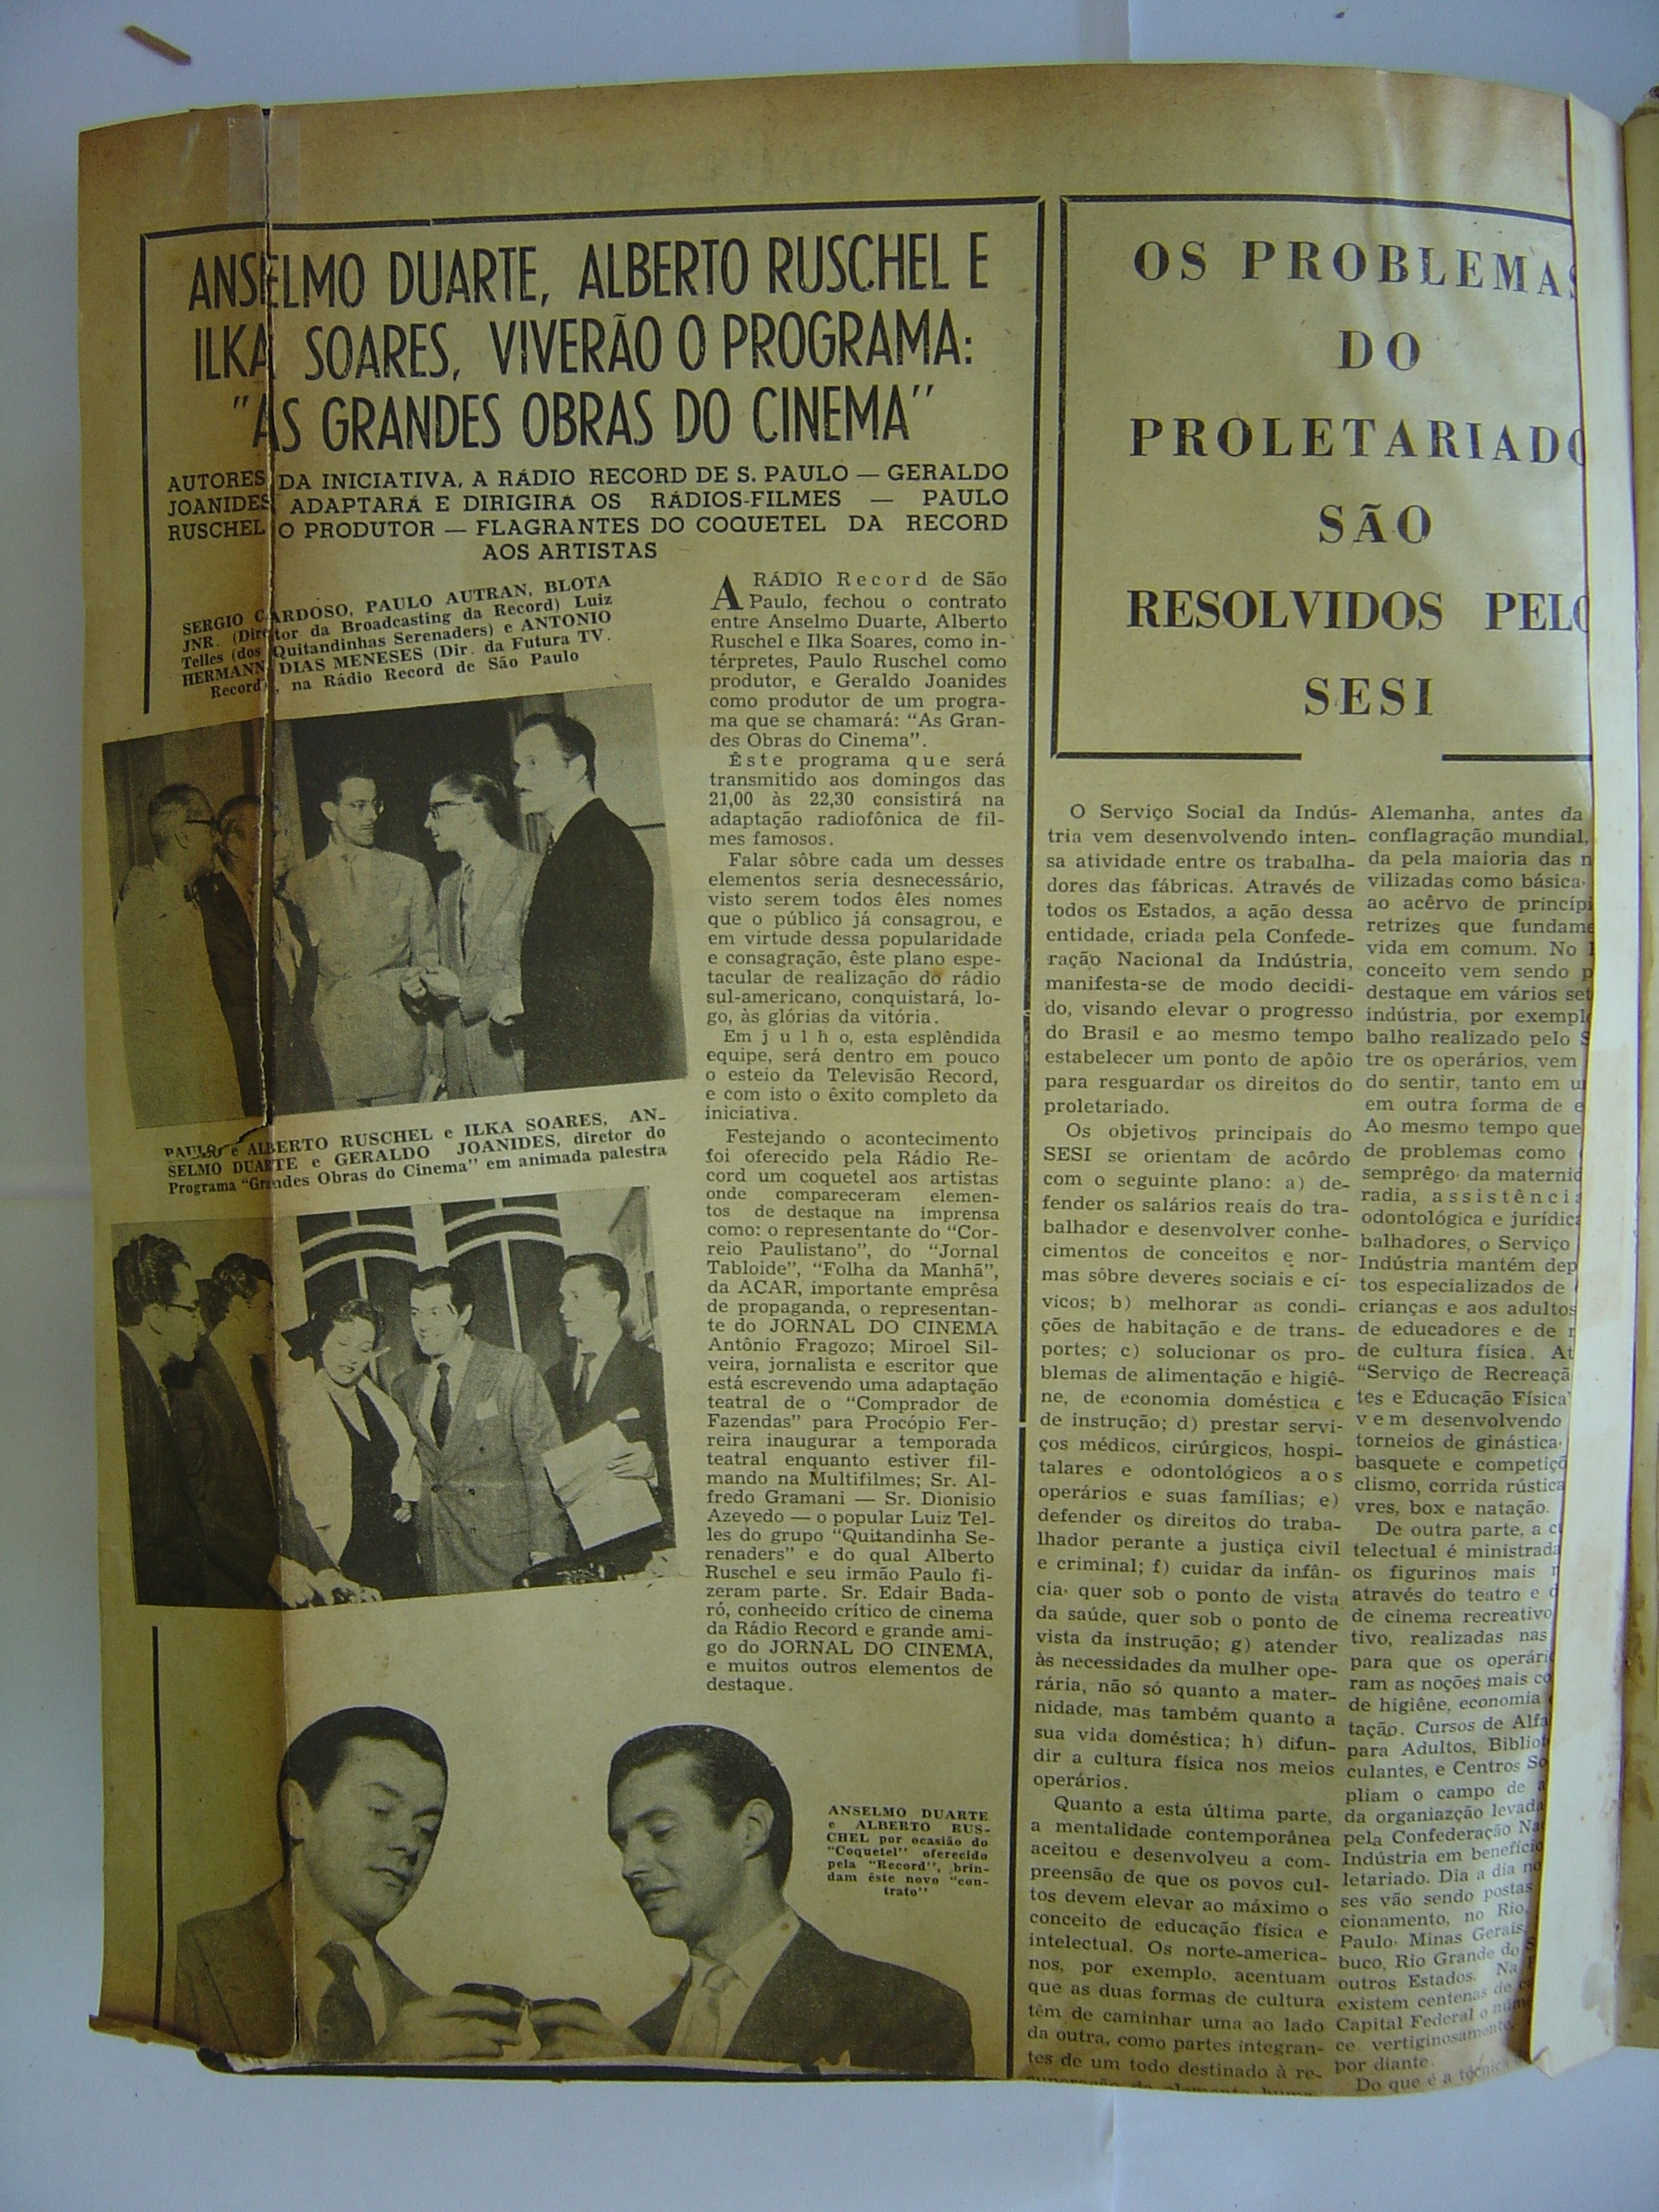 ANSELMO DUARTE, ALBERTO RUSCHEL E
ILKA SOARES, VIVERÃO O PROGRAMA:
"AS GRANDES OBRAS DO CINEMA"
AUTORES DA INICIATIVA, A RÁDIO RECORD DE S. PAULO — GERALDO
JOANIDES ADAPTARÁ E DIRIGIRÁ OS RÁDIOS-FILMES — PAULO
RUSCHEL O PRODUTOR — FLAGRANTES DO COQUETEL DA RECORD
AOS ARTISTAS
SERGIO CARDOSO, PAULO AUTRAN, BLOTA
JNR. (Diretor da Broadcasting da Record) Luiz
Telles (dos Quitandinhas Serenaders) e ANTONIO
HERMANN DIAS MENESES (Dir. da Futura TV.
Record), na Rádio Record de São Paulo
PAULO e ALBERTO RUSCHEL e ILKA SOARES, AN-
SELMO DUARTE e GERALDO JOANIDES, diretor do
Programa "Grandes Obras do Cinema" em animada palestra
A RÁDIO Record de São
Paulo, fechou o contrato
entre Anselmo Duarte, Alberto
Ruschel e Ilka Soares, como in-
térpretes, Paulo Ruschel como
produtor, e Geraldo Joanides
como produtor de um progra-
ma que se chamará: "As Gran-
des Obras do Cinema".
Êste programa que será
transmitido aos domingos das
21,00 às 22,30 consistirá na
adaptação radiofônica de fil-
mes famosos.
Falar sôbre cada um desses
elementos seria desnecessário,
visto serem todos êles nomes
que o público já consagrou, e
em virtude dessa popularidade
e consagração, êste plano espe-
tacular de realização do rádio
sul-americano, conquistará, lo-
go, às glórias da vitória.
Em julho, esta esplêndida
equipe, será dentro em pouco
o esteio da Televisão Record,
e com isto o êxito completo da
iniciativa.
Festejando o acontecimento
foi oferecido pela Rádio Re-
cord um coquetel aos artistas
onde compareceram elemen-
tos de destaque na imprensa
como: o representante do "Cor-
reio Paulistano", do "Jornal
Tabloide", "Folha da Manhã",
da ACAR, importante emprêsa
de propaganda, o representan-
te do JORNAL DO CINEMA
Antônio Fragozo; Miroel Sil-
veira, jornalista e escritor que
está escrevendo uma adaptação
teatral de o "Comprador de
Fazendas" para Procópio Fer-
reira inaugurar a temporada
teatral enquanto estiver fil-
mando na Multifilmes; Sr. Al-
fredo Gramani — Sr. Dionisio
Azevedo — o popular Luiz Tel-
les do grupo "Quitandinha Se-
renaders" e do qual Alberto
Ruschel e seu irmão Paulo fi-
zeram parte. Sr. Edair Bada-
ró, conhecido crítico de cinema
da Rádio Record e grande ami-
go do JORNAL DO CINEMA,
e muitos outros elementos de
destaque.
ANSELMO DUARTE
e ALBERTO RUS-
CHEL por ocasião do
"Coquetel" oferecido
pela "Record", brin-
dam êste novo "con-
trato"
OS PROBLEMAS
DO
PROLETARIADO
SÃO
RESOLVIDOS PELO
SESI
O Serviço Social da Indús-
tria vem desenvolvendo inten-
sa atividade entre os trabalha-
dores das fábricas. Através de
todos os Estados, a ação dessa
entidade, criada pela Confede-
ração Nacional da Indústria,
manifesta-se de modo decidi-
do, visando elevar o progresso
do Brasil e ao mesmo tempo
estabelecer um ponto de apôio
para resguardar os direitos do
proletariado.
Os objetivos principais do
SESI se orientam de acôrdo
com o seguinte plano: a) de-
fender os salários reais do tra-
balhador e desenvolver conhe-
cimentos de conceitos e nor-
mas sôbre deveres sociais e cí-
vicos; b) melhorar as condi-
ções de habitação e de trans-
portes; c) solucionar os pro-
blemas de alimentação e higiê-
ne, de economia doméstica e
de instrução; d) prestar servi-
ços médicos, cirúrgicos, hospi-
talares e odontológicos aos
operários e suas famílias; e)
defender os direitos do traba-
lhador perante a justiça civil
e criminal; f) cuidar da infân-
cia, quer sob o ponto de vista
da saúde, quer sob o ponto de
vista da instrução; g) atender
às necessidades da mulher ope-
rária, não só quanto a mater-
nidade, mas também quanto a
sua vida doméstica; h) difun-
dir a cultura física nos meios
operários.
Quanto a esta última parte,
a mentalidade contemporânea
aceitou e desenvolveu a com-
preensão de que os povos cul-
tos devem elevar ao máximo o
conceito de educação física e
intelectual. Os norte-america-
nos, por exemplo, acentuam
que as duas formas de cultura
têm de caminhar uma ao lado
da outra, como partes integran-
tes de um todo destinado à re-
Alemanha, antes da
conflagração mundial,
da pela maioria das
vilizadas como básica
ao acêrvo de
retrizes que
vida em comum. No
conceito vem sendo
destaque em vários
indústria, por
balho realizado pelo
tre os operários, vem
do sentir, tanto em
em outra forma de
Ao mesmo tempo que
de problemas como
semprêgo, da
radia,
odontológica e
balhadores, o Serviço
Indústria mantém
tos especializados de
crianças e aos adultos
de educadores e de
de cultura física.
"Serviço de
tes e Educação Física"
vem desenvolvendo
torneios de ginástica,
basquete e
clismo, corrida rústica
vres, box e natação.
De outra parte, a
telectual é ministrada
os figurinos mais
através do teatro e
de cinema recreativo
tivo, realizadas nas
para que os
ram as noções mais
de higiêne, economia
tação. Cursos de
para Adultos,
culantes, e Centros
pliam o campo de
da organiazção levada
pela Confederação
Indústria em
letariado. Dia a dia
ses vão sendo postas
cionamento, no Rio,
Paulo, Minas Gerais,
buco, Rio Grande do
outros Estados. Na
existem centenas de
Capital Federal o
ce vertiginosamente,
por diante.
Do que é a técnica